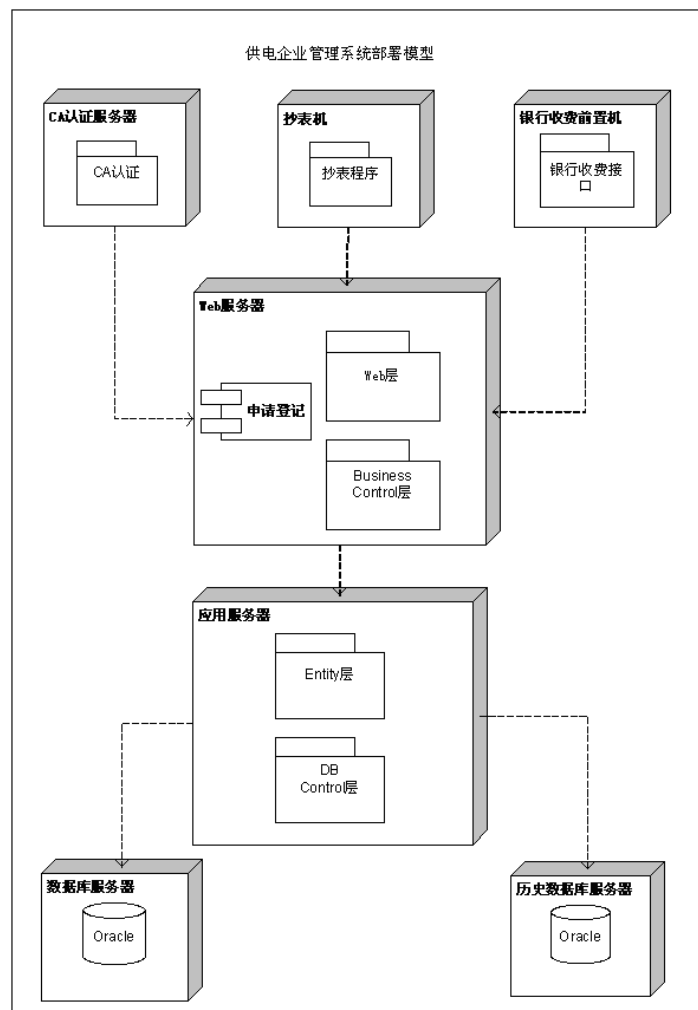 供电企业管理系统部署模型
CA认证服务器
CA认证
抄表机
抄表程序
银行收费前置机
银行收费接
口
Web服务器
申请登记
Web层
Business
Control层
应用服务器
Entity层
DB
Control层
数据库服务器
Oracle
历史数据库服务器
Oracle